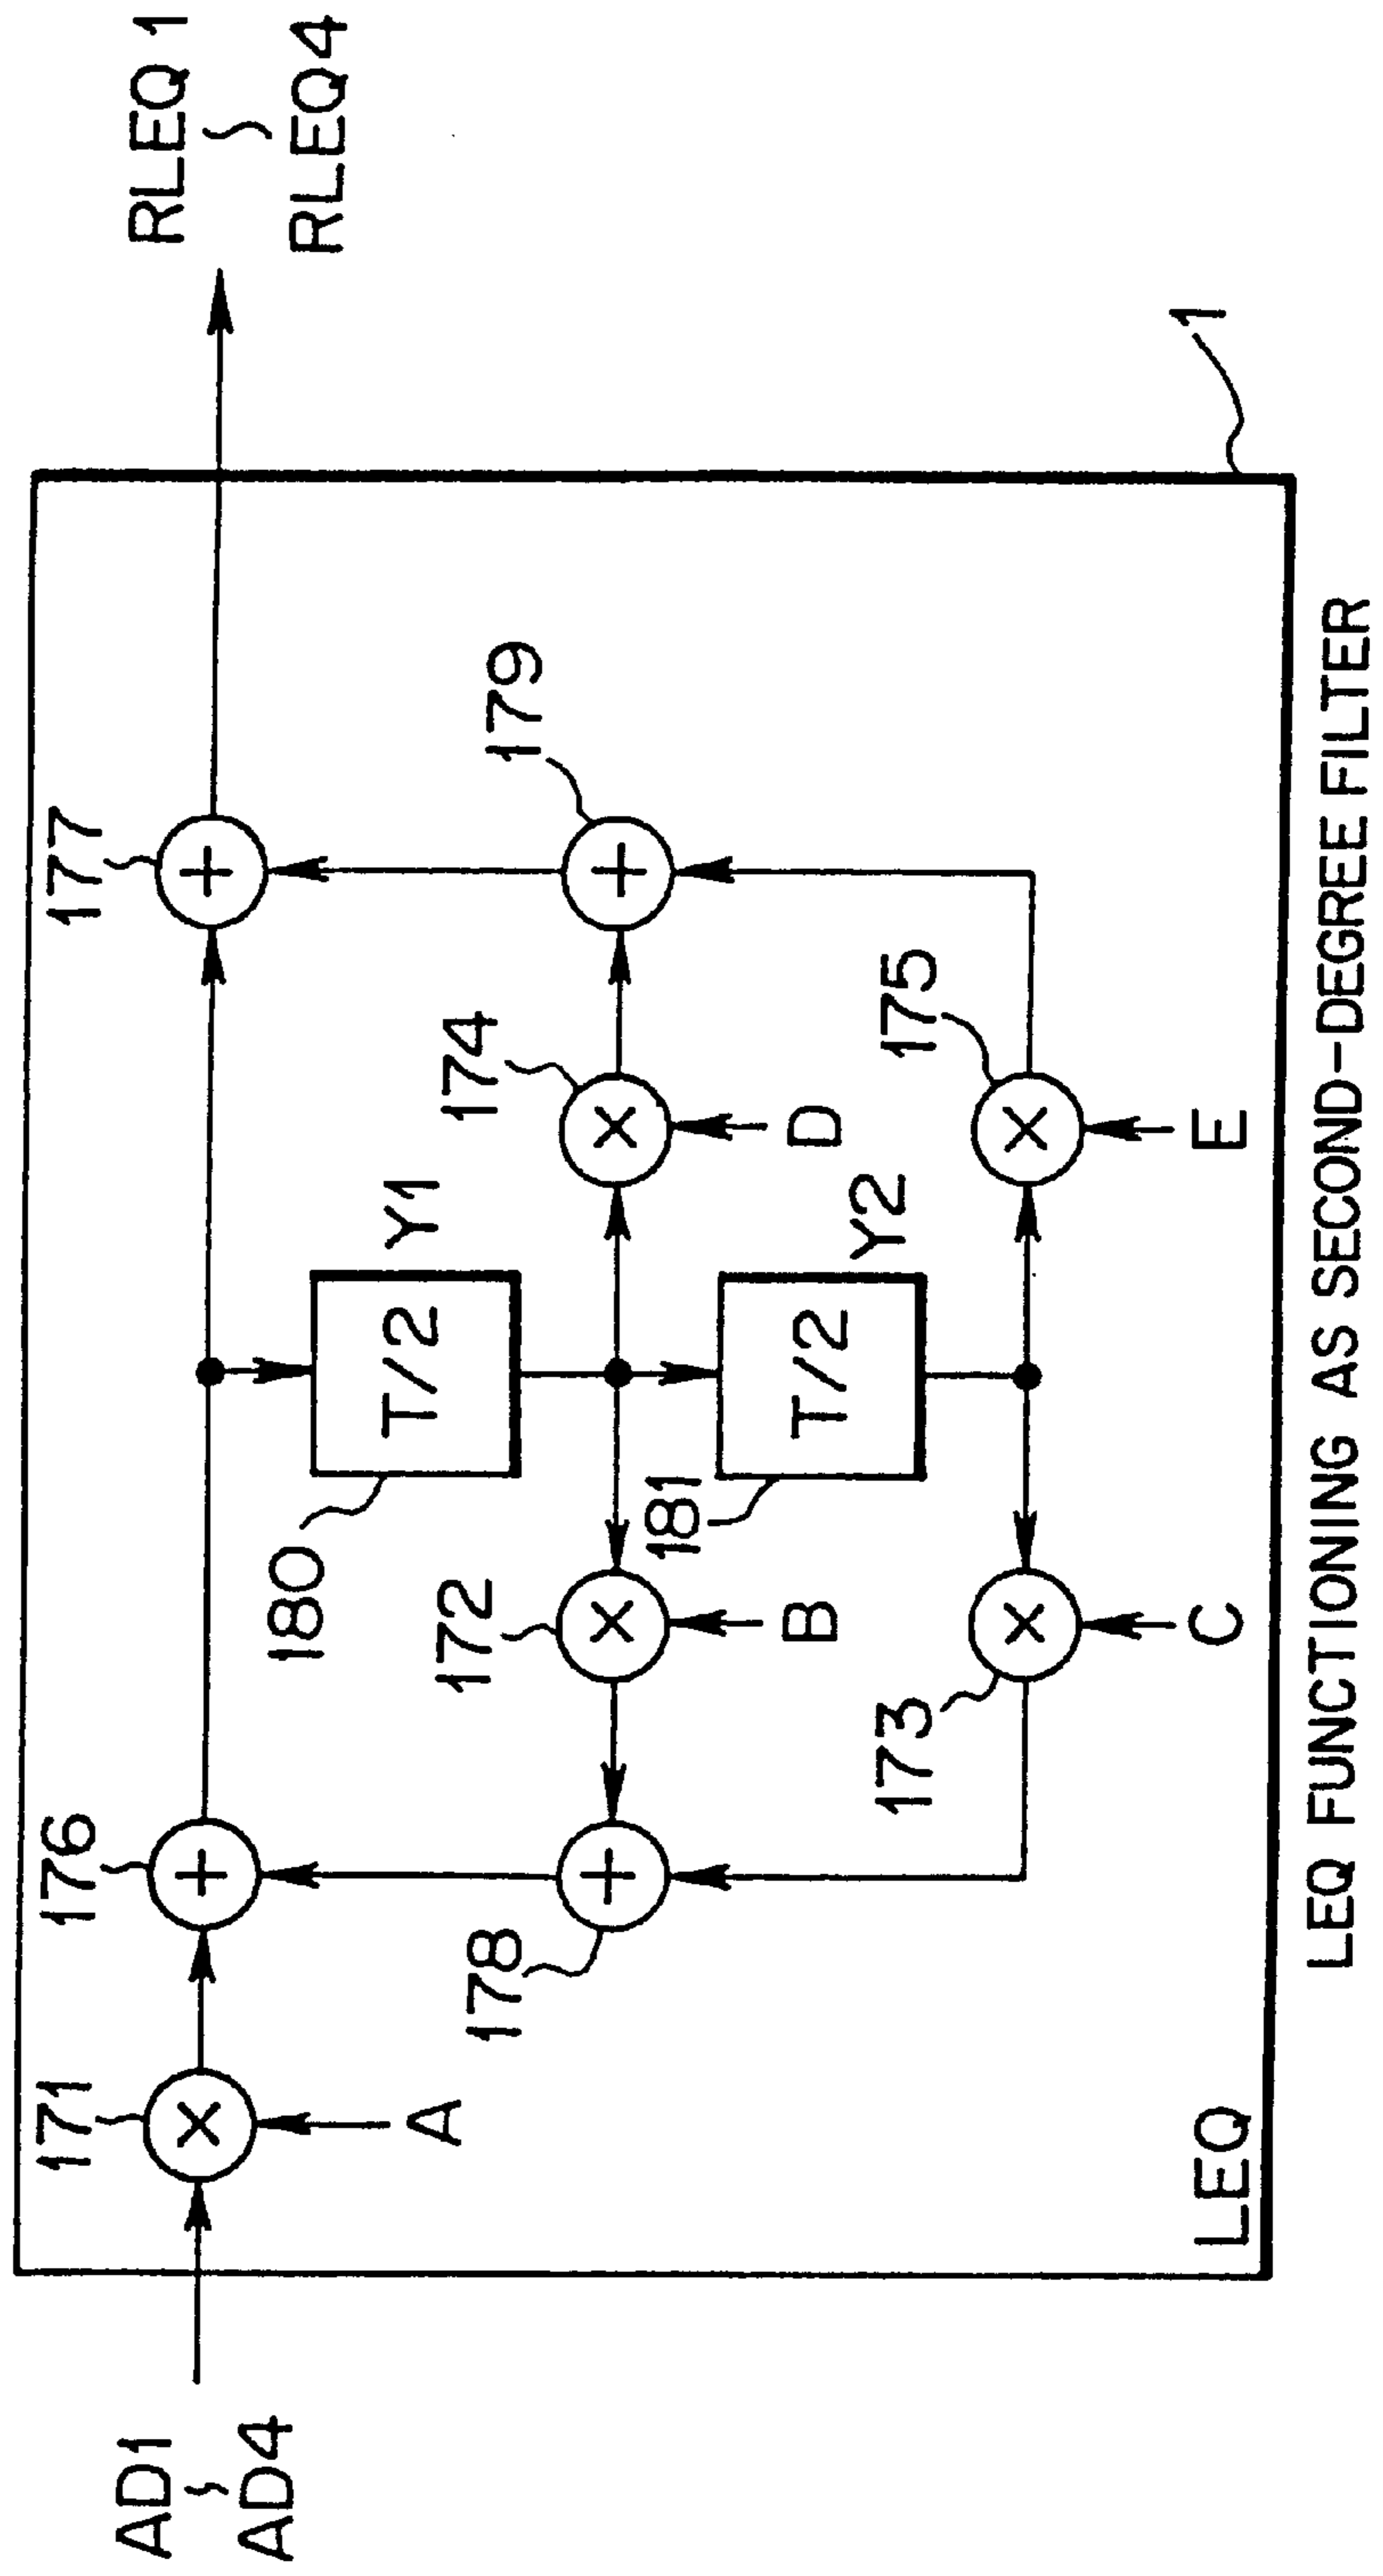 AD1
~
AD4
171
A
176
178
180
T/2
Y1
172
B
181
T/2
Y2
173
C
174
D
175
E
177
179
RLEQ 1
~
RLEQ4
1
LEQ
LEQ FUNCTIONING AS SECOND-DEGREE FILTER